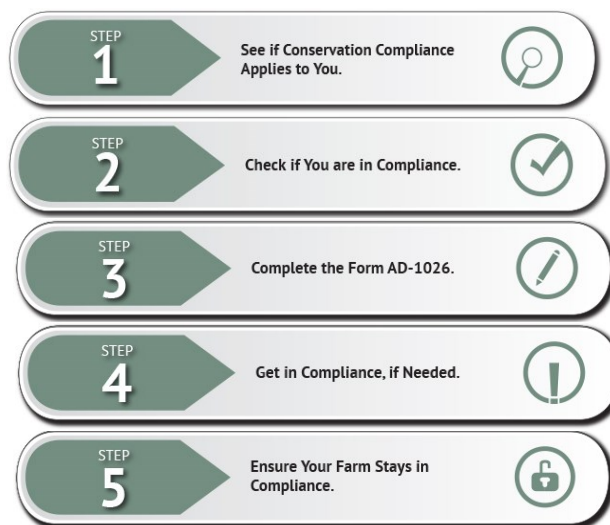 STEP
1
See if Conservation Compliance
Applies to You.
STEP
2
Check if You are in Compliance.
STEP
3
Complete the Form AD-1026.
STEP
4
Get in Compliance, if Needed.
STEP
5
Ensure Your Farm Stays in
Compliance.